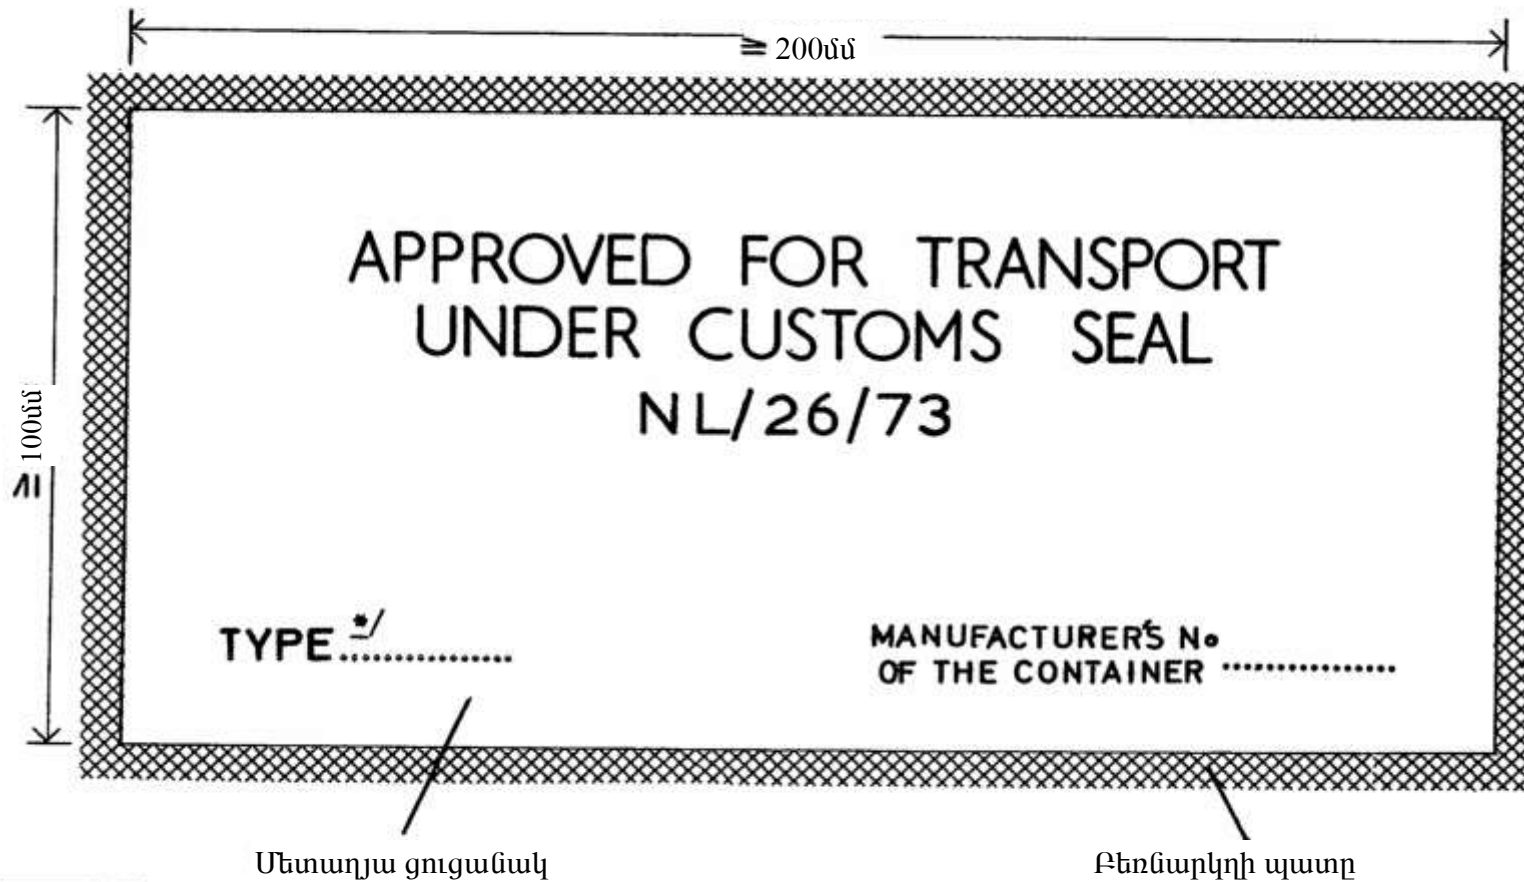 ≧ 200մմ
≧ 100մմ
APPROVED FOR TRANSPORT
UNDER CUSTOMS SEAL
NL/26/73
TYPE */ ............
MANUFACTURER'S No
OF THE CONTAINER ............
Մետաղյա ցուցանակ
Բեռնարկղի պատը